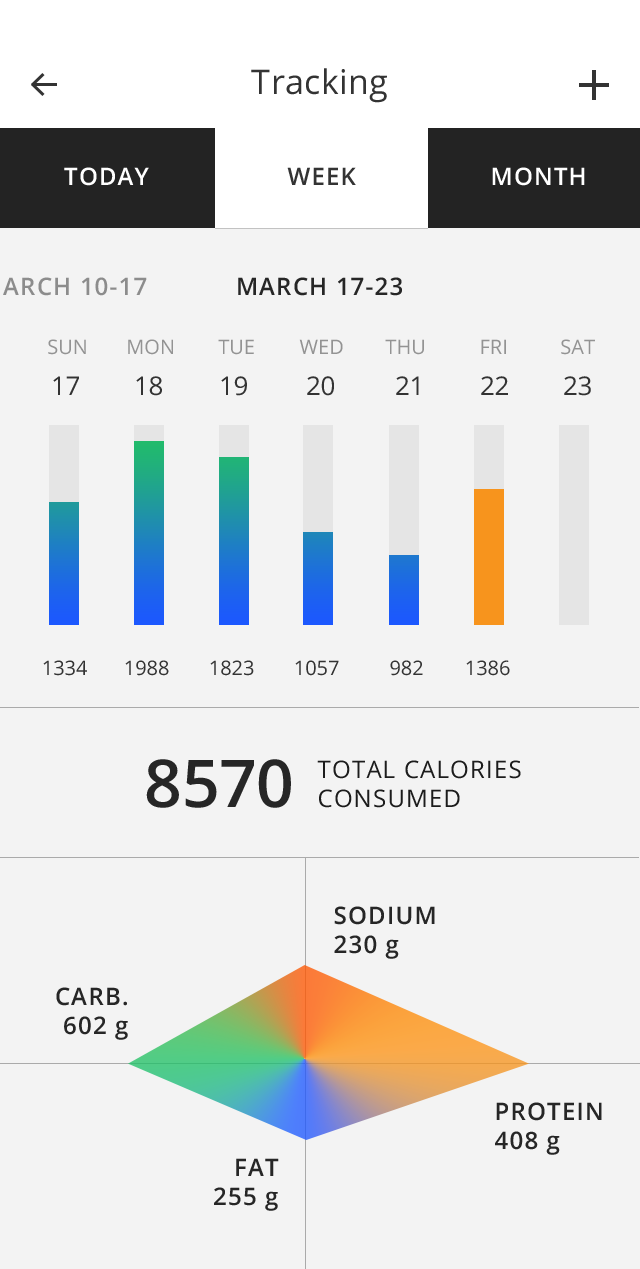 Tracking
TODAY WEEK MONTH
ARCH 10-17 MARCH 17-23
SUN MON TUE WED THU FRI SAT
17 18 19 20 21 22 23
1334 1988 1823 1057 982 1386
8570 TOTAL CALORIES
CONSUMED
SODIUM
230 g
CARB.
602 g
PROTEIN
408 g
FAT
255 g